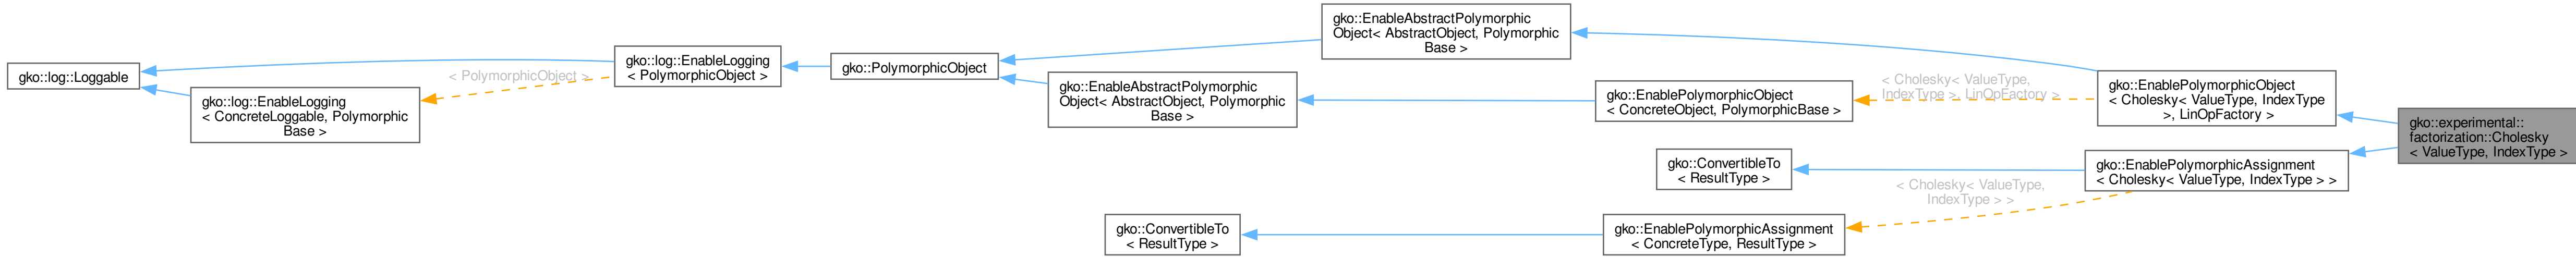 gko::log::Loggable
gko::log::EnableLogging
< ConcreteLoggable, Polymorphic
Base >
< PolymorphicObject >
gko::log::EnableLogging
< PolymorphicObject >
gko::PolymorphicObject
gko::EnableAbstractPolymorphic
Object< AbstractObject, Polymorphic
Base >
gko::EnableAbstractPolymorphic
Object< AbstractObject, Polymorphic
Base >
gko::EnablePolymorphicObject
< ConcreteObject, PolymorphicBase >
< Cholesky< ValueType,
IndexType >, LinOpFactory >
gko::EnablePolymorphicObject
< Cholesky< ValueType, IndexType
>, LinOpFactory >
gko::experimental::
factorization::Cholesky
< ValueType, IndexType >
gko::ConvertibleTo
< ResultType >
gko::EnablePolymorphicAssignment
< Cholesky< ValueType, IndexType > >
< Cholesky< ValueType,
IndexType > >
gko::ConvertibleTo
< ResultType >
gko::EnablePolymorphicAssignment
< ConcreteType, ResultType >